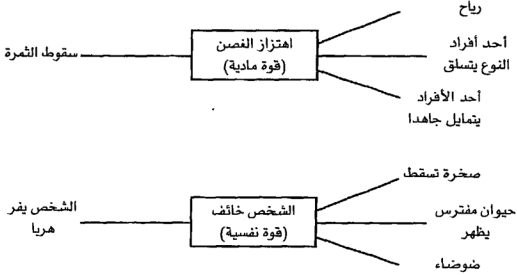 رياح
اهتزاز الغصن
(قوة مادية)
أحد أفراد
النوع يتسلق
سقوط الثمرة
أحد الأفراد
يتمايل جاهدا
صخرة تسقط
الشخص خائف
(قوة نفسية)
حيوان مفترس
يظهر
الشخص يفر
هربا
ضوضاء